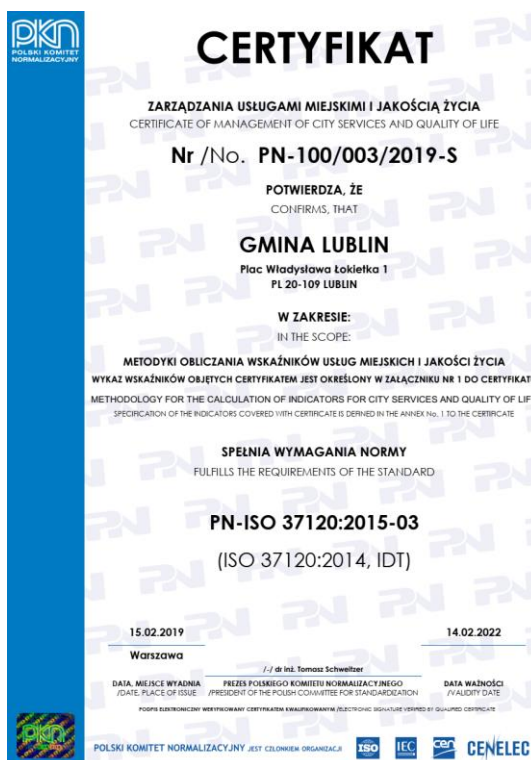 PKN
POLSKI KOMITET
NORMALIZACYJNY
CERTYFIKAT
ZARZĄDZANIA USŁUGAMI MIEJSKIMI I JAKOŚCIĄ ŻYCIA
CERTIFICATE OF MANAGEMENT OF CITY SERVICES AND QUALITY OF LIFE
Nr /No. PN-100/003/2019-S
POTWIERDZA, ŻE
CONFIRMS, THAT
GMINA LUBLIN
Plac Władysława Łokietka 1
PL 20-109 LUBLIN
W ZAKRESIE:
IN THE SCOPE:
METODYKI OBLICZANIA WSKAŹNIKÓW USŁUG MIEJSKICH I JAKOŚCI ŻYCIA
WYKAZ WSKAŹNIKÓW OBJĘTYCH CERTYFIKATEM JEST OKREŚLONY W ZAŁĄCZNIKU NR 1 DO CERTYFIKAT
METHODOLOGY FOR THE CALCULATION OF INDICATORS FOR CITY SERVICES AND QUALITY OF LIF
SPECIFICATION OF THE INDICATORS COVERED WITH CERTIFICATE IS DEFINED IN THE ANNEX No. 1 TO THE CERTIFICATE
SPEŁNIA WYMAGANIA NORMY
FULFILLS THE REQUIREMENTS OF THE STANDARD
PN-ISO 37120:2015-03
(ISO 37120:2014, IDT)
15.02.2019 14.02.2022
Warszawa
/-/ dr inż. Tomasz Schweitzer
DATA, MIEJSCE WYADNIA PREZES POLSKIEGO KOMITETU NORMALIZACYJNEGO DATA WAŻNOŚCI
/DATE, PLACE OF ISSUE /PRESIDENT OF THE POLISH COMMITTEE FOR STANDARDIZATION /VALIDITY DATE
PODPIS ELEKTRONICZNY WERYFIKOWANY CERTYFIKATEM KWALIFIKOWANYM /ELECTRONIC SIGNATURE VERIFIED BY QUALIFIED CERTIFICATE
PKN
POLSKI KOMITET NORMALIZACYJNY JEST CZŁONKIEM ORGANIZACJI ISO IEC cen CENELEC